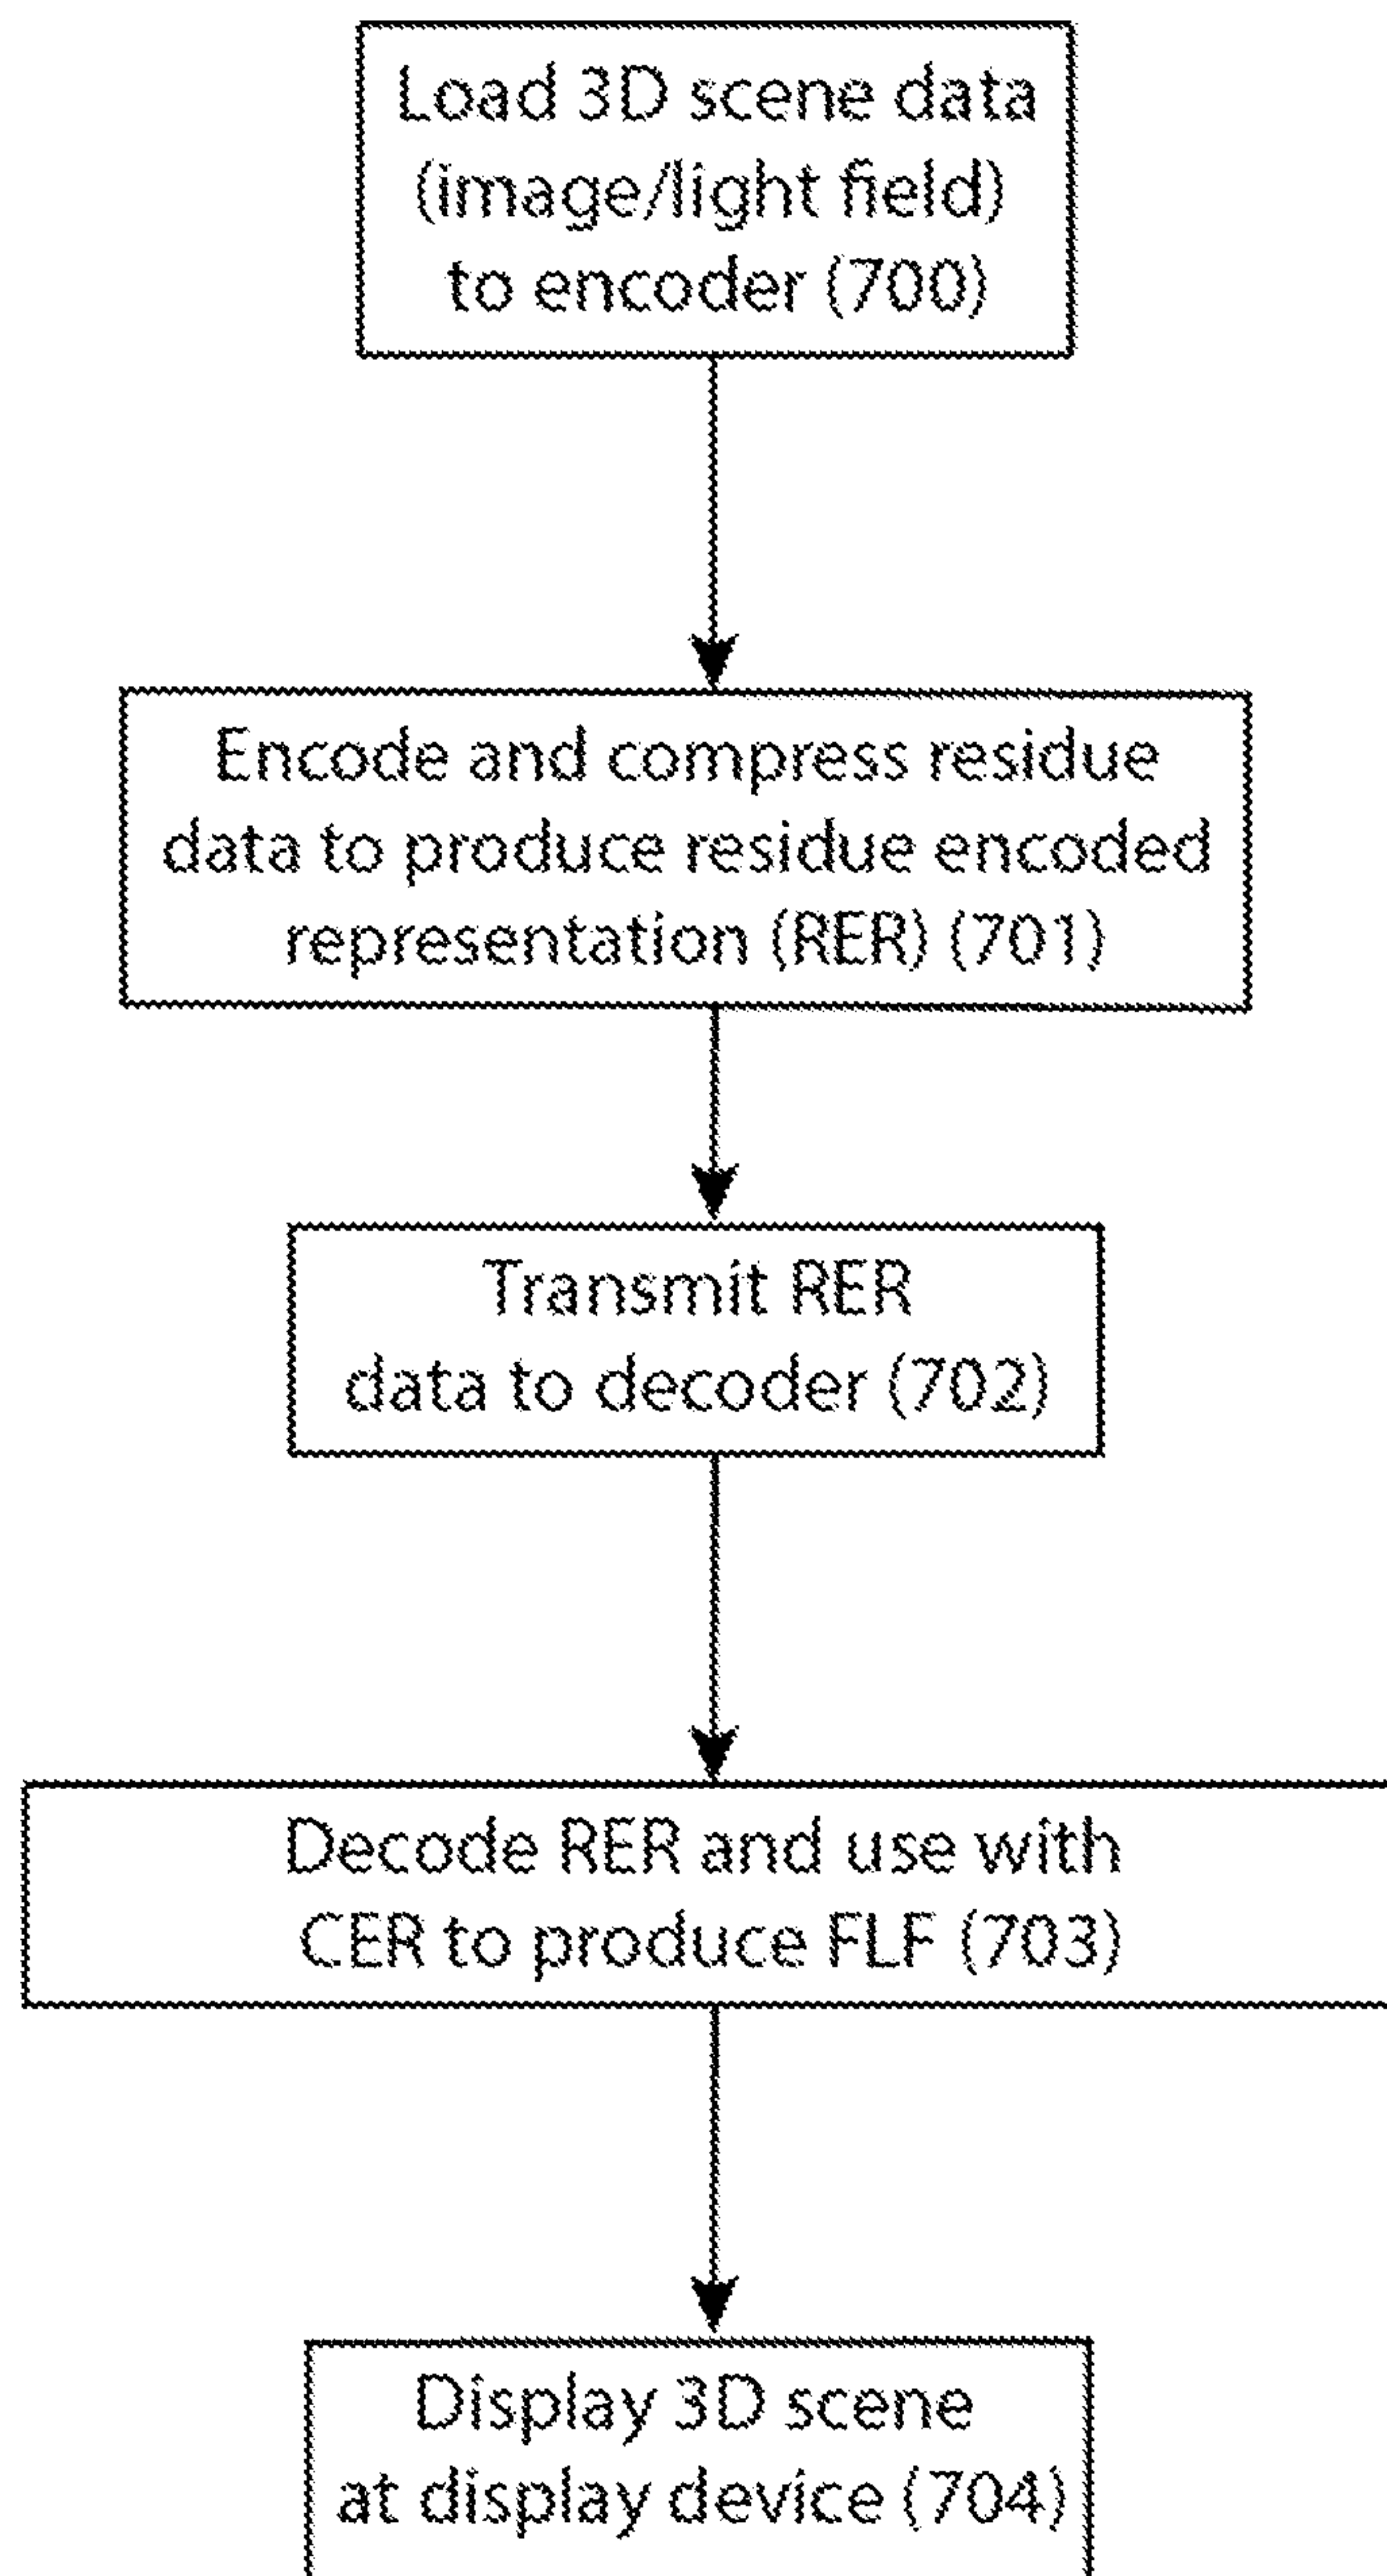 Load 3D scene data
(image/light field)
to encoder (700)
Encode and compress residue
data to produce residue encoded
representation (RER) (701)
Transmit RER
data to decoder (702)
Decode RER and use with
CER to produce FLF (703)
Display 3D scene
at display device (704)